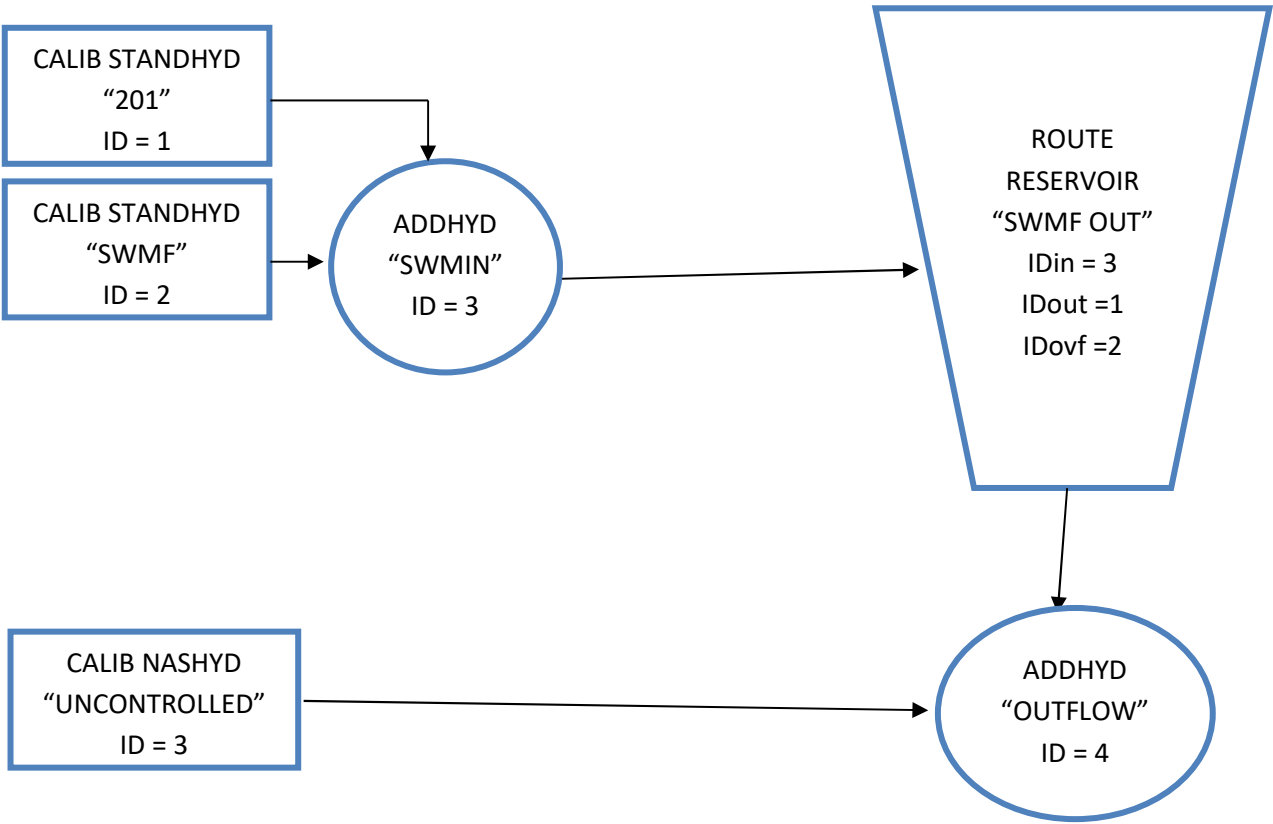 CALIB STANDHYD
“201”
ID = 1
CALIB STANDHYD
“SWMF”
ID = 2
ADDHYD
“SWMIN”
ID = 3
ROUTE
RESERVOIR
“SWMF OUT”
IDin = 3
IDout =1
IDovf =2
CALIB NASHYD
“UNCONTROLLED”
ID = 3
ADDHYD
“OUTFLOW”
ID = 4